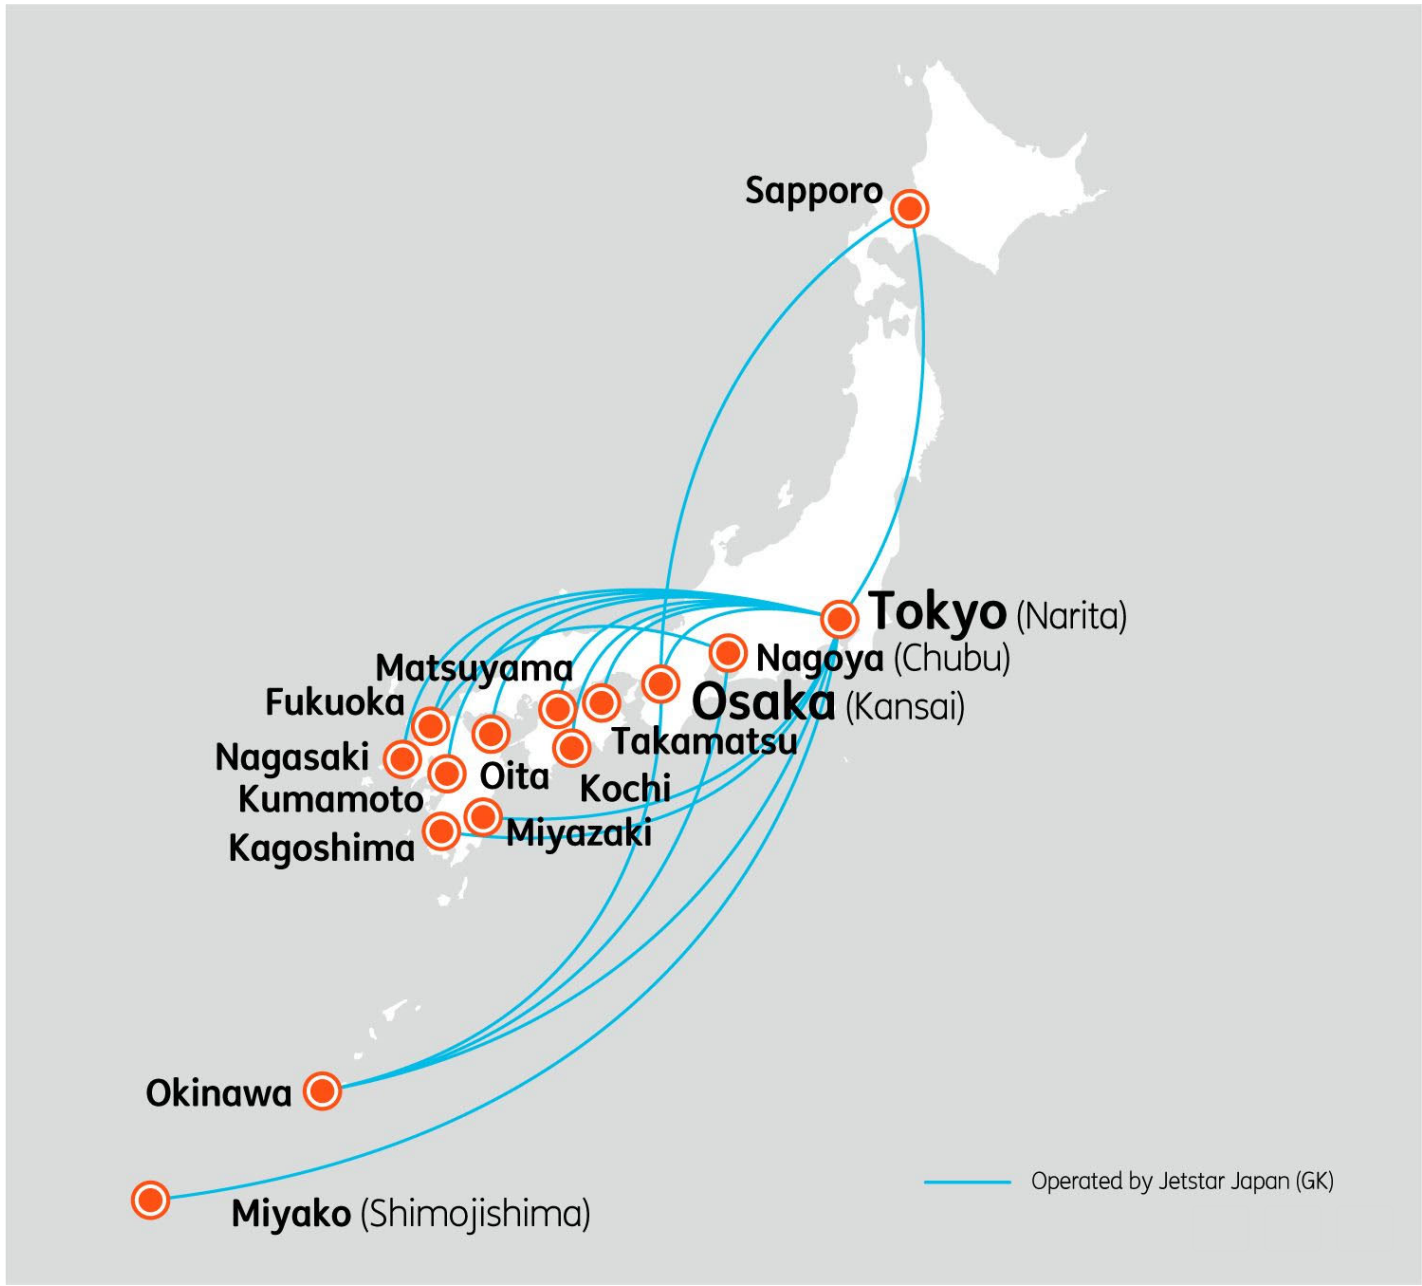 Sapporo
Tokyo (Narita)
Nagoya (Chubu)
Matsuyama
Fukuoka
Osaka (Kansai)
Takamatsu
Nagasaki
Oita
Kochi
Kumamoto
Miyazaki
Kagoshima
Okinawa
Operated by Jetstar Japan (GK)
Miyako (Shimojishima)